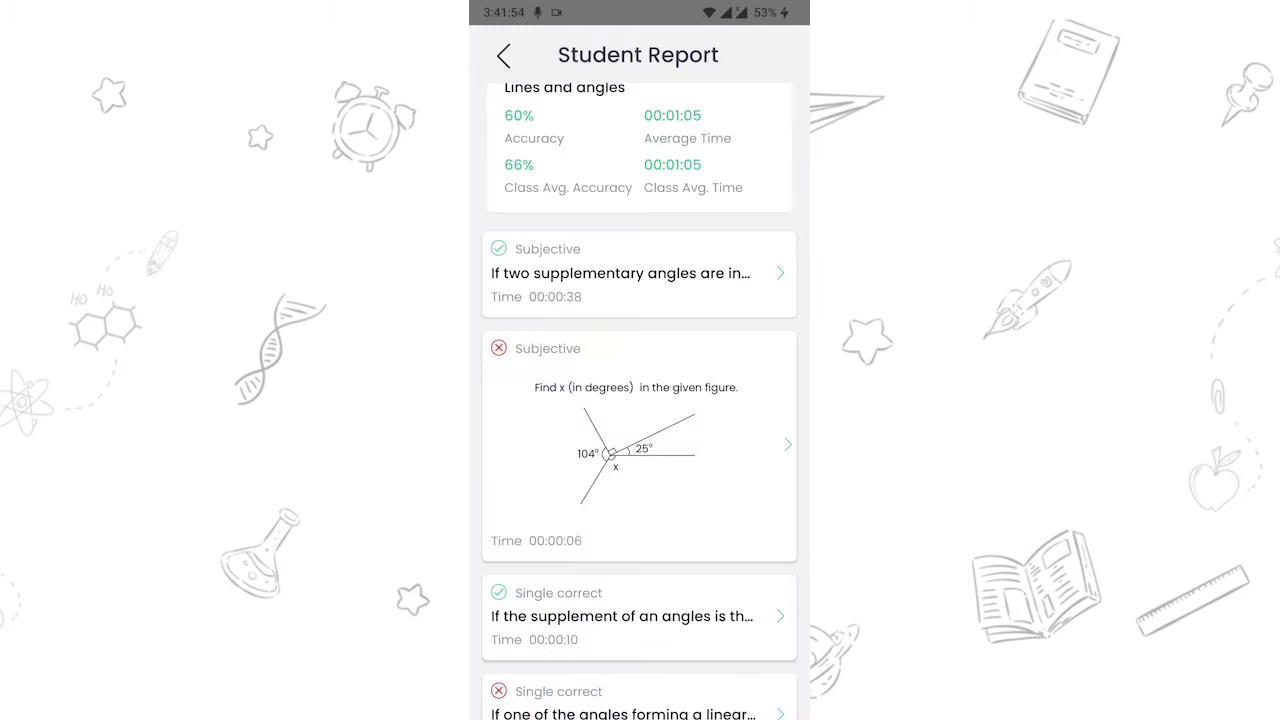 3:41:54 53%
Student Report
Lines and angles
60% 00:01:05
Accuracy Average Time
66% 00:01:05
Class Avg. Accuracy Class Avg. Time
Subjective
If two supplementary angles are in...
Time 00:00:38
Subjective
Find x (in degrees) in the given figure.
104° 25°
x
Time 00:00:06
Single correct
If the supplement of an angles is th...
Time 00:00:10
Single correct
If one of the angles forming a linear...
HO HO